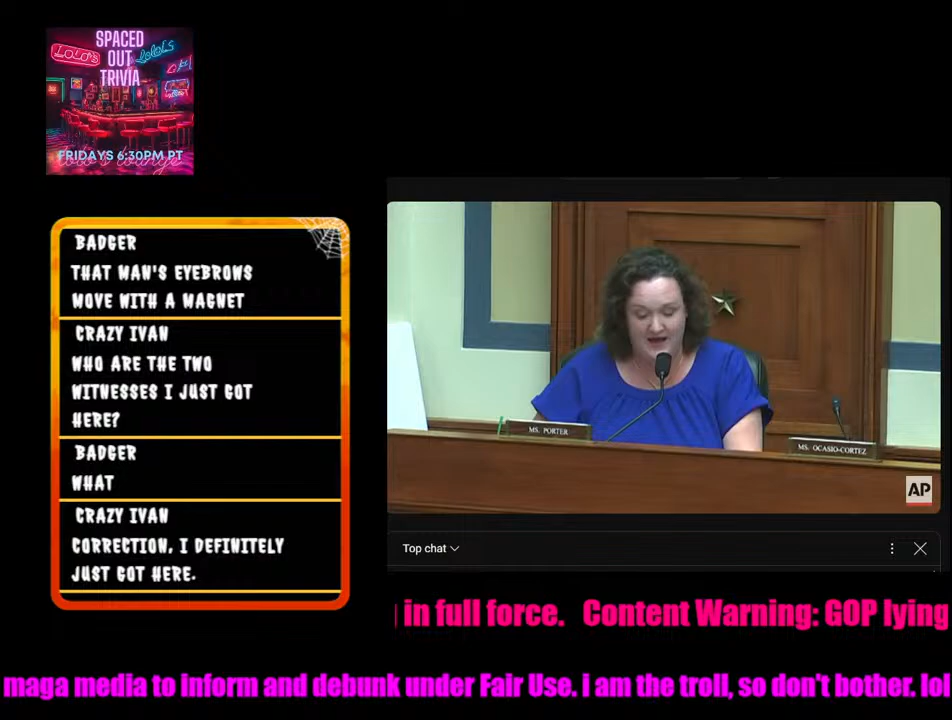 SPACED
OUT
TRIVIA
LOLO'S
FRIDAYS 6:30PM PT
lolo's lounge
BADGER
THAT MAN'S EYEBROWS
MOVE WITH A MAGNET
CRAZY IVAN
WHO ARE THE TWO
WITNESSES I JUST GOT
HERE?
BADGER
WHAT
CRAZY IVAN
CORRECTION, I DEFINITELY
JUST GOT HERE.
MS. PORTER
MS. OCASIO-CORTEZ
AP
Top chat
in full force. Content Warning: GOP lying
maga media to inform and debunk under Fair Use. i am the troll, so don't bother. lol